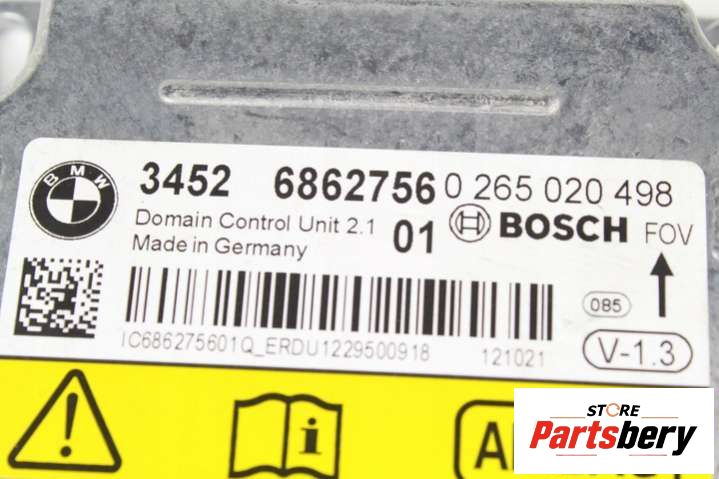 BMW
3452 6862756 0 265 020 498
Domain Control Unit 2.1 01 BOSCH FOV
Made in Germany
085
IC686275601Q_ERDU1229500918 121021
V-1.3
i
STORE
Partsbery